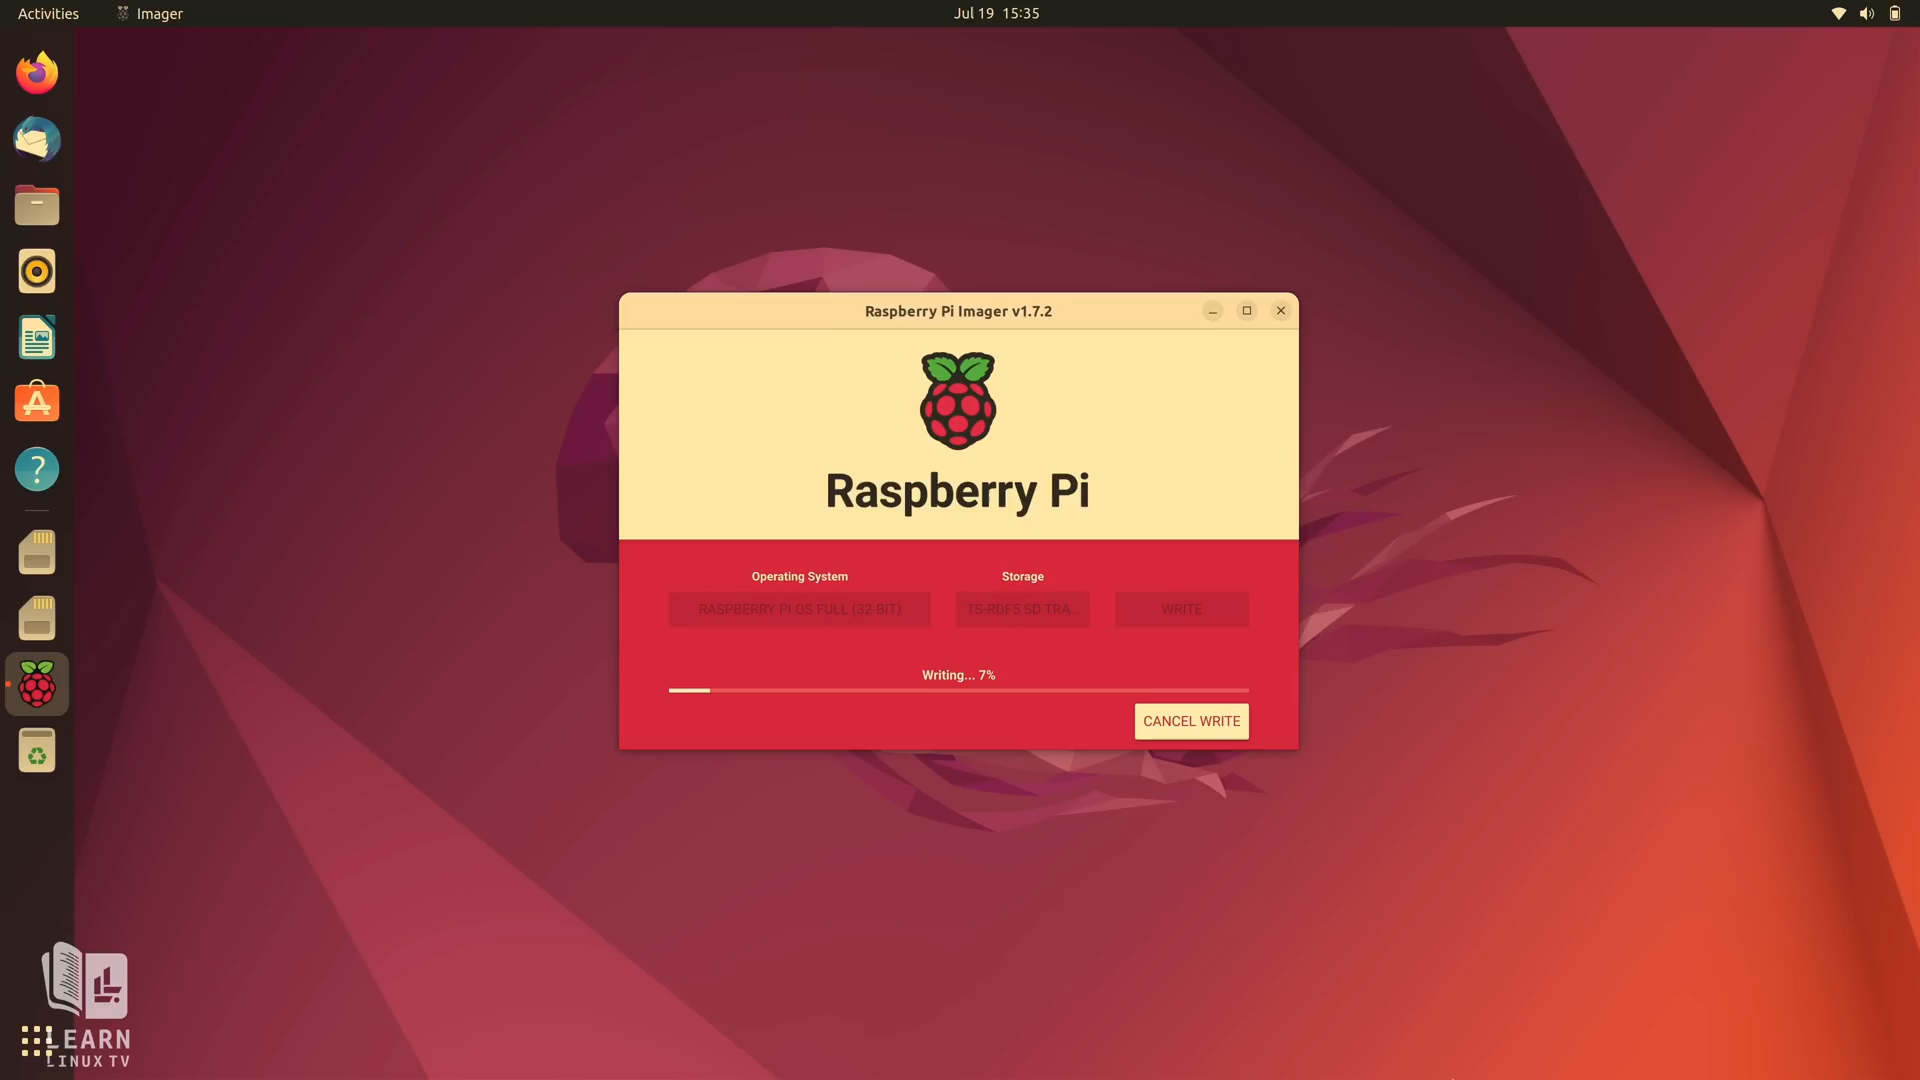 Activities
Imager
Jul 19 15:35
Raspberry Pi Imager v1.7.2
Raspberry Pi
Operating System
Storage
RASPBERRY PI OS FULL (32-BIT)
TS-RDF5 SD TRA...
WRITE
Writing... 7%
CANCEL WRITE
LEARN
LINUX TV